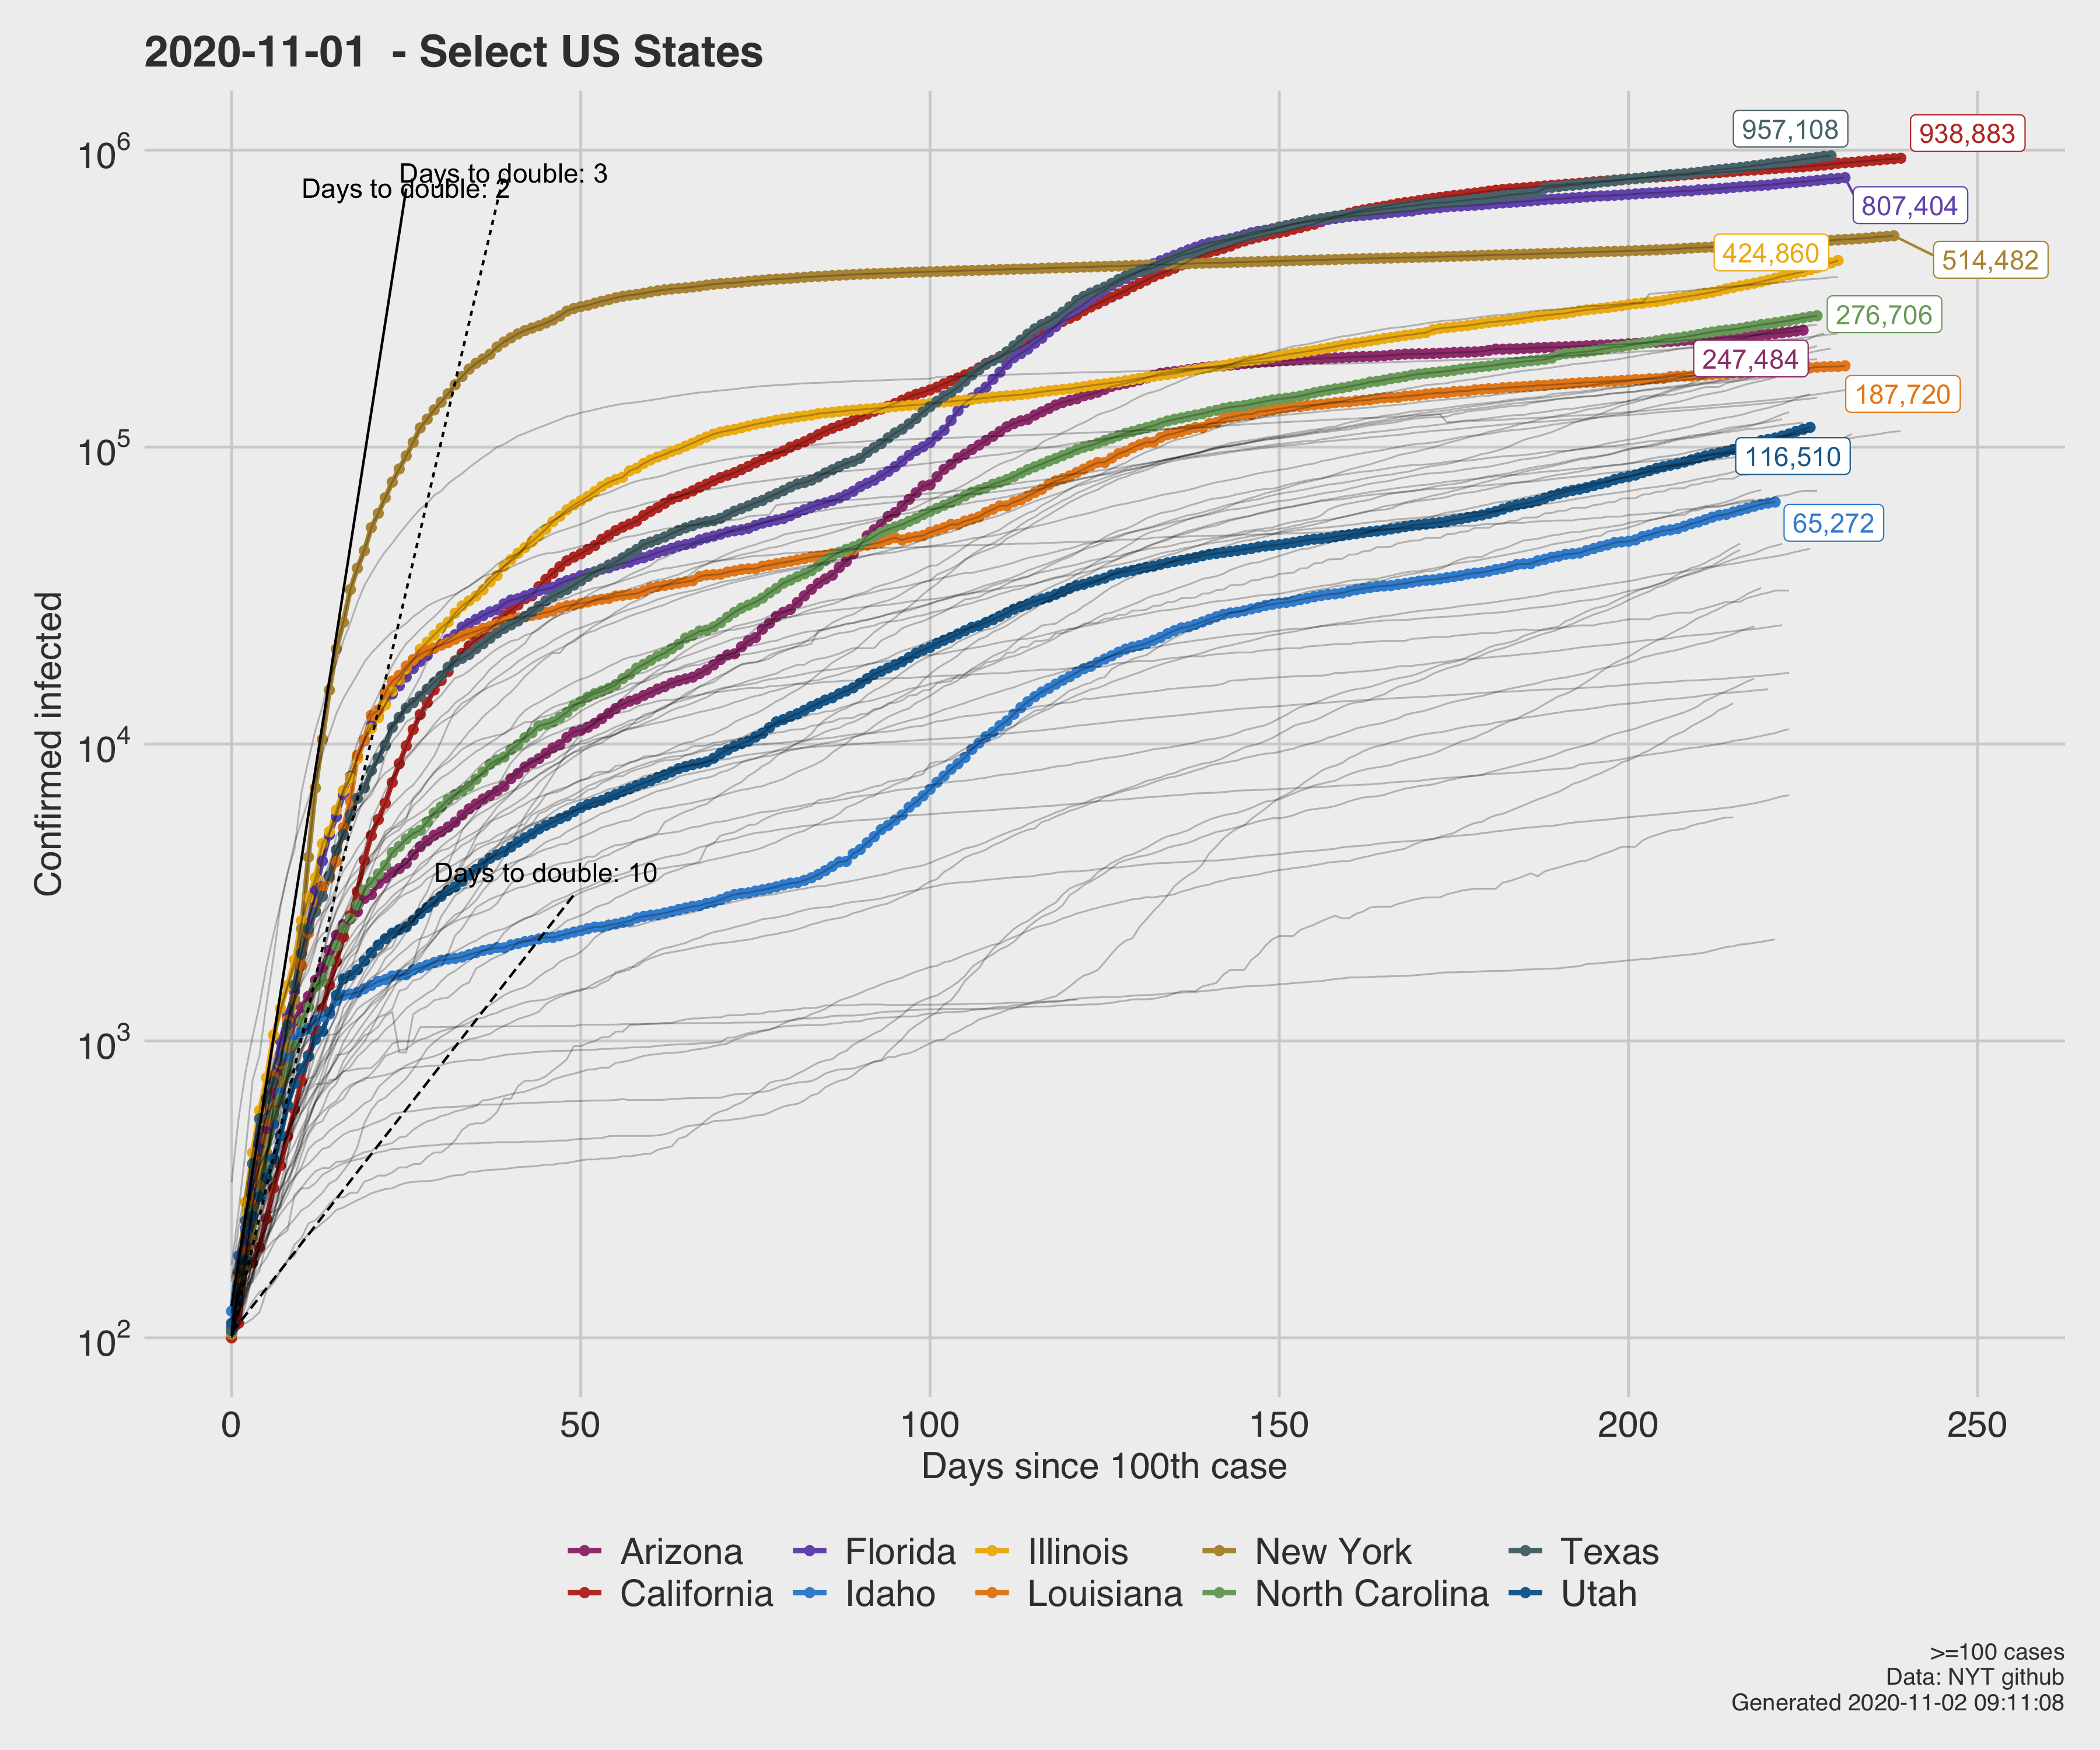 2020-11-01  - Select US States
957,108
938,883
807,404
424,860
514,482
276,706
247,484
187,720
116,510
65,272
Days to double: 3
Days to double: 2
Days to double: 10
Confirmed infected
10^6
10^5
10^4
10^3
10^2
0 50 100 150 200 250
Days since 100th case
Arizona Florida Illinois New York Texas
California Idaho Louisiana North Carolina Utah
>=100 cases
Data: NYT github
Generated 2020-11-02 09:11:08